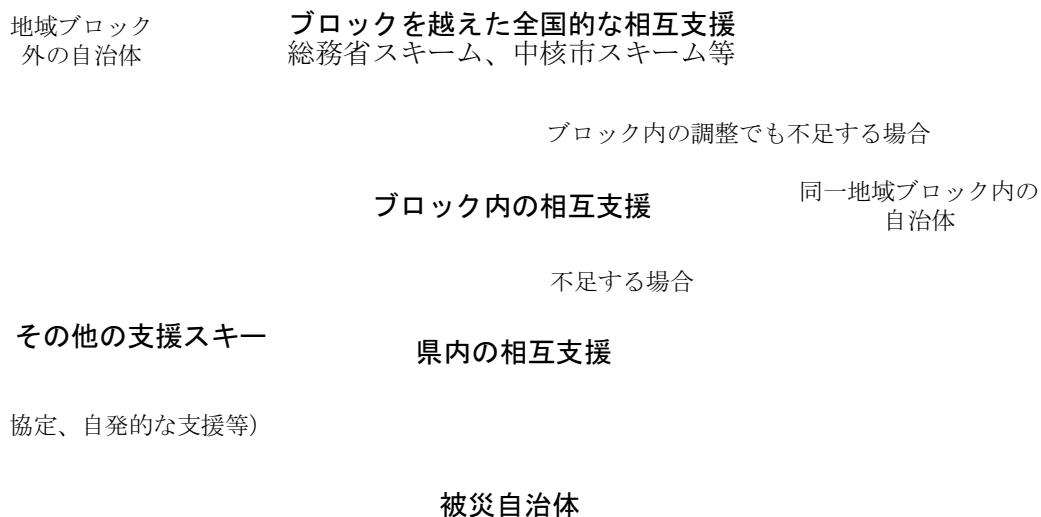 地域ブロック
外の自治体
ブロックを越えた全国的な相互支援
総務省スキーム、中核市スキーム等
ブロック内の調整でも不足する場合
ブロック内の相互支援
同一地域ブロック内の
自治体
不足する場合
その他の支援スキー
県内の相互支援
協定、自発的な支援等)
被災自治体